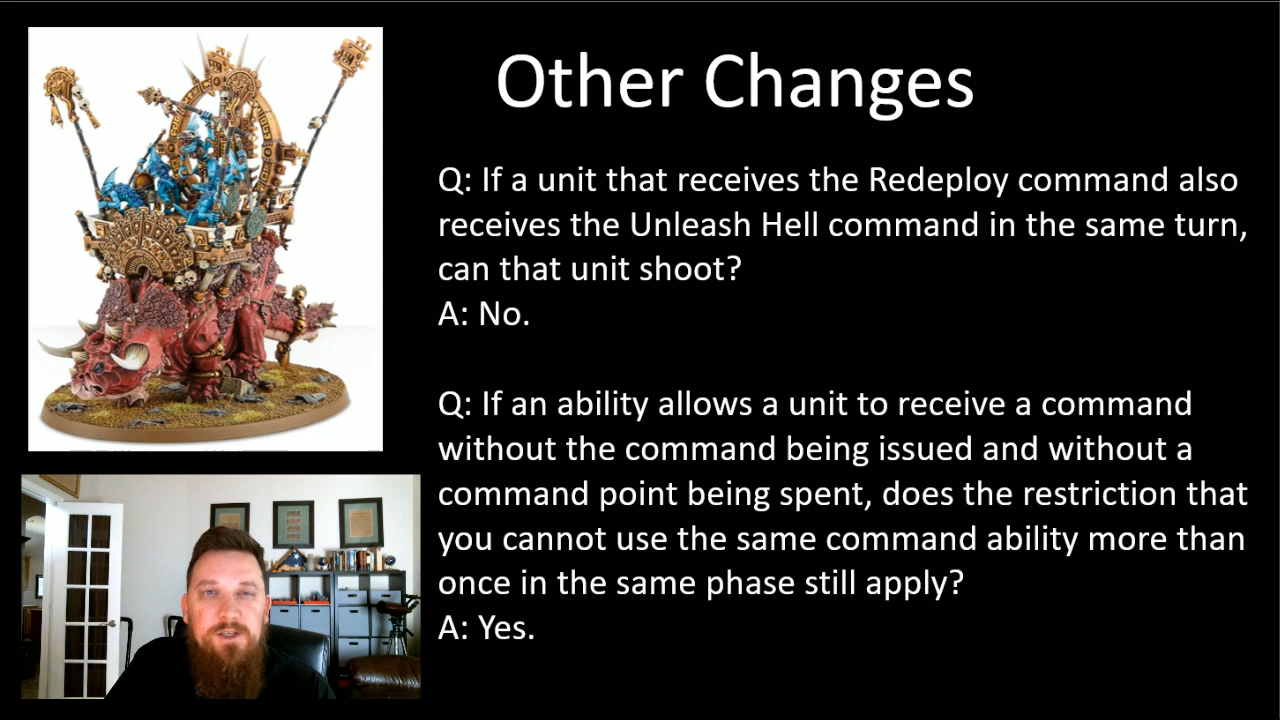 Other Changes
Q: If a unit that receives the Redeploy command also
receives the Unleash Hell command in the same turn,
can that unit shoot?
A: No.
Q: If an ability allows a unit to receive a command
without the command being issued and without a
command point being spent, does the restriction that
you cannot use the same command ability more than
once in the same phase still apply?
A: Yes.